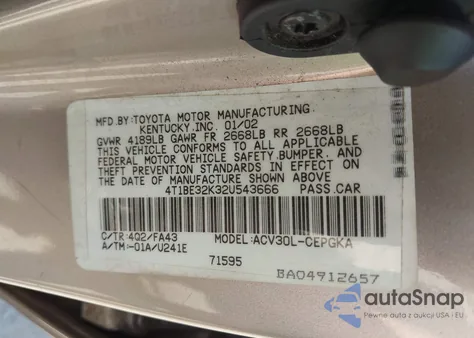 MFD.BY TOYOTA MOTOR MANUFACTURING
KENTUCKY,INC. 01/02
GVWR 4189LB GAWR FR 2668LB RR 2668LB
THIS VEHICLE CONFORMS TO ALL APPLICABLE
FEDERAL MOTOR VEHICLE SAFETY,BUMPER, AND
THEFT PREVENTION STANDARDS IN EFFECT ON
THE DATE OF MANUFACTURE SHOWN ABOVE.
4T1BE32K32U543666 PASS.CAR
C/TR:4Q2/FA43 MODEL:ACV30L-CEPGKA
A/TM:-01A/U241E
71595
BA04912657
autoSnap
Pewne auta z aukcji USA i EU